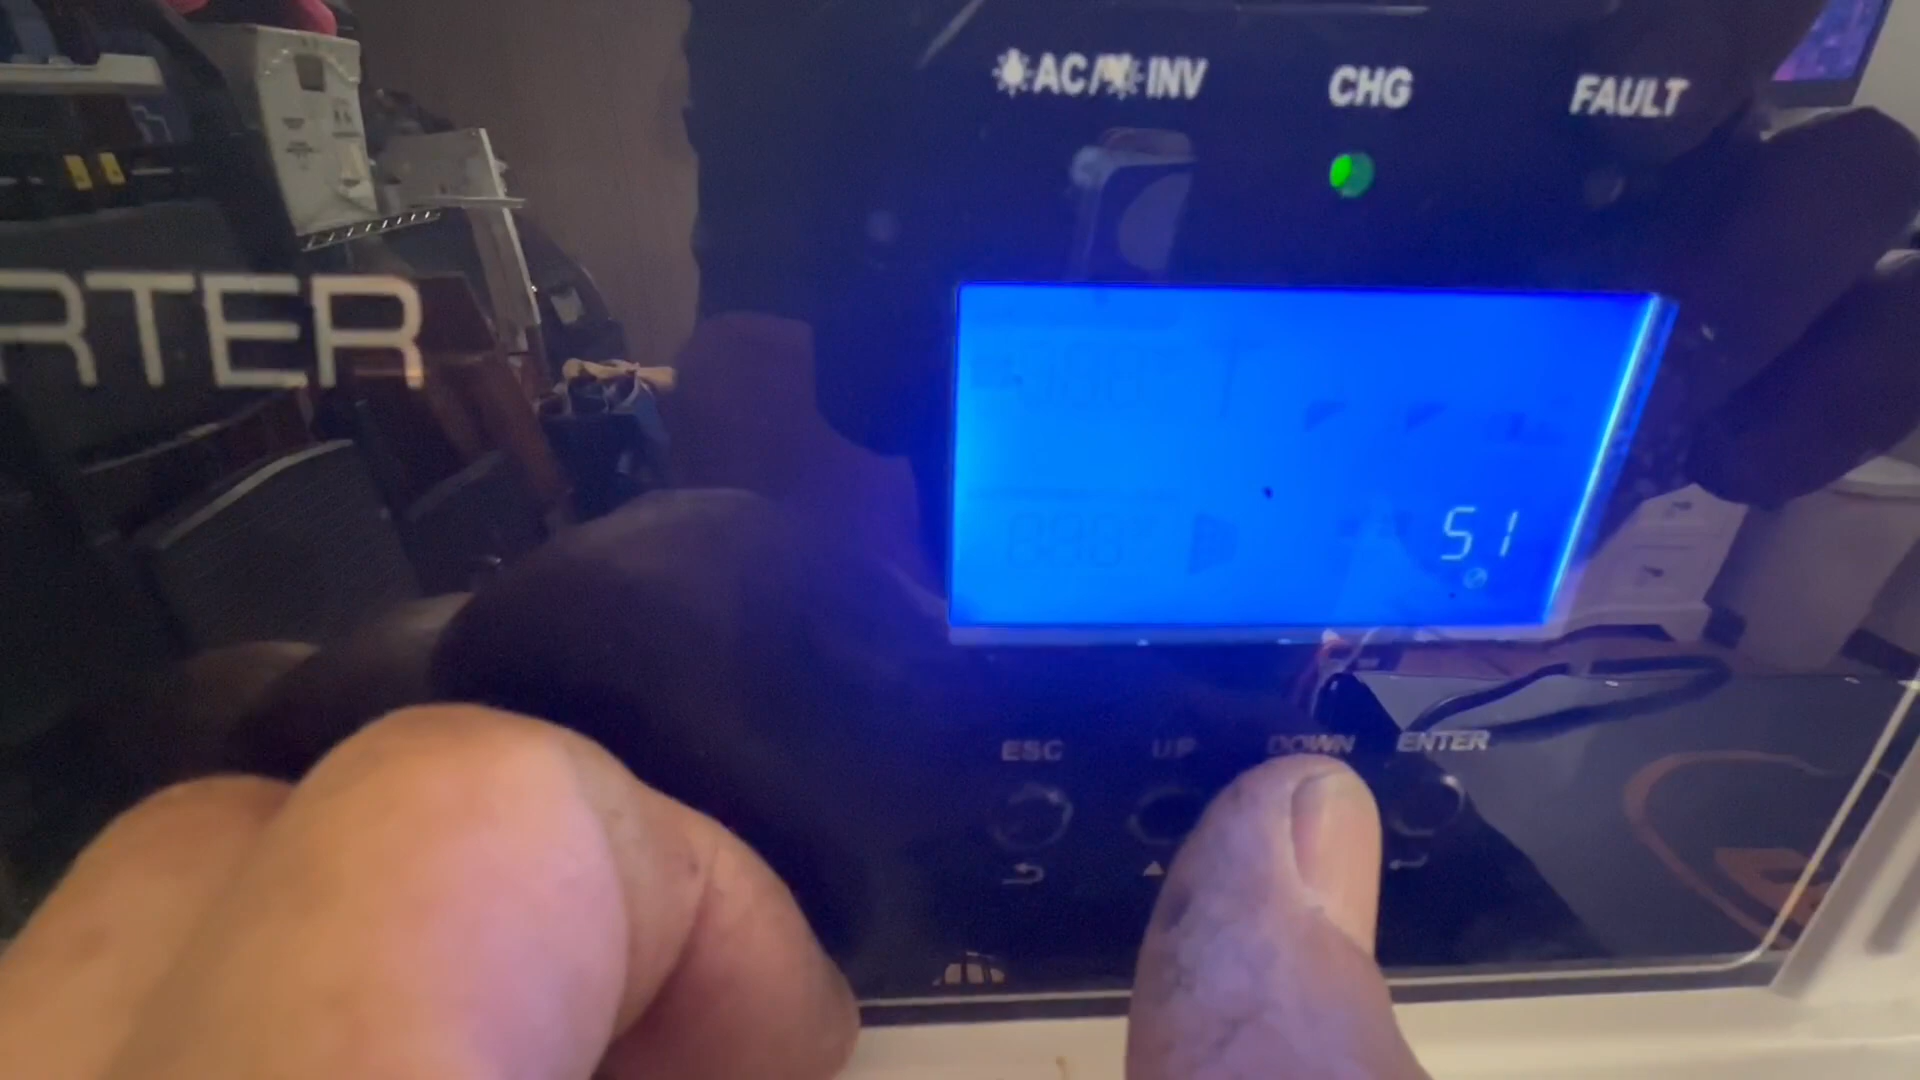 AC/ INV
CHG
FAULT
RTER
51
ESC
UP
DOWN
ENTER